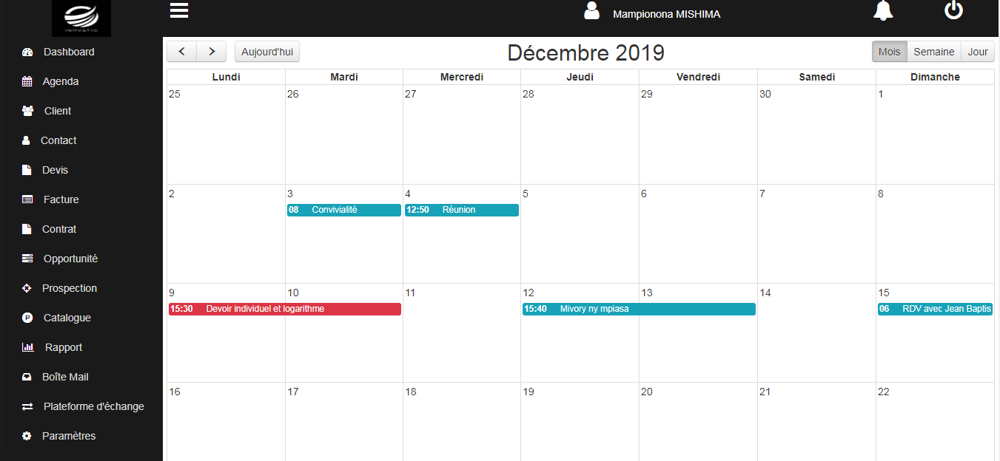 INOVATIC
Mampionona MISHIMA
Dashboard
Agenda
Client
Contact
Devis
Facture
Contrat
Opportunité
Prospection
P Catalogue
Rapport
Boîte Mail
Plateforme d'échange
Paramètres
Aujourd'hui
Décembre 2019
Mois Semaine Jour
Lundi Mardi Mercredi Jeudi Vendredi Samedi Dimanche
25 26 27 28 29 30 1
2 3 4 5 6 7 8
08 Convivialité 12:50 Réunion
9 10 11 12 13 14 15
15:30 Devoir individuel et logarithme 15:40 Mivory ny mpiasa 06 RDV avec Jean Baptis
16 17 18 19 20 21 22